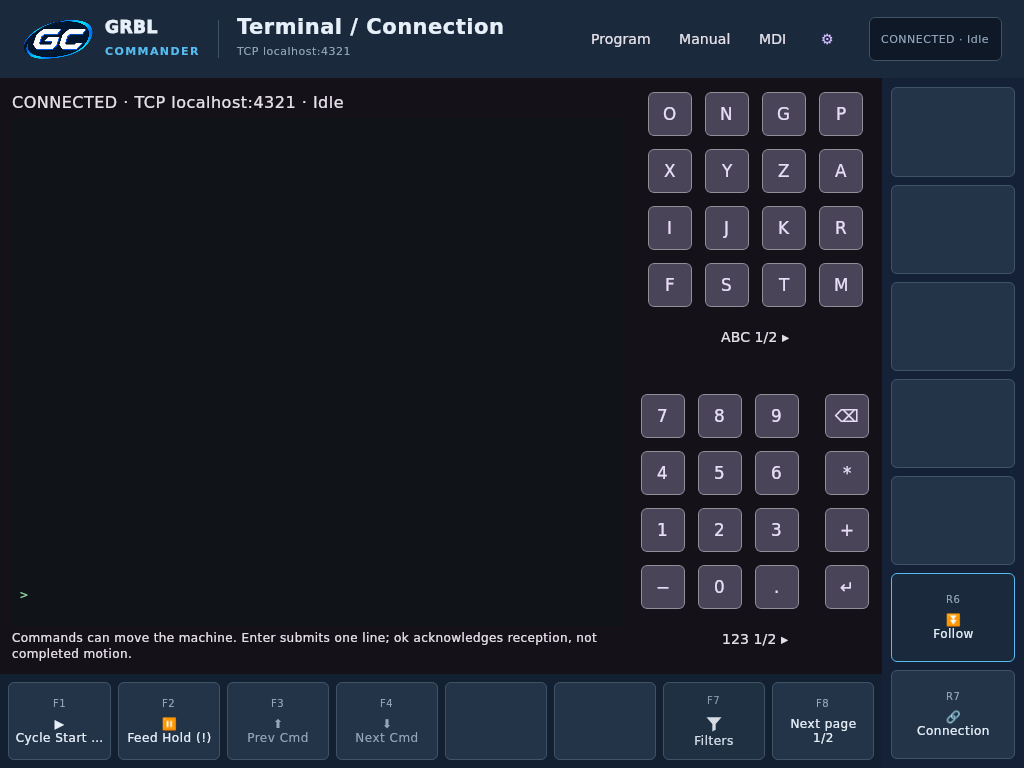 GC
GRBL
COMMANDER
Terminal / Connection
TCP localhost:4321
Program
Manual
MDI
⚙
CONNECTED · Idle
CONNECTED · TCP localhost:4321 · Idle
O N G P
X Y Z A
I J K R
F S T M
ABC 1/2 ▸
7 8 9 ⌫
4 5 6 *
1 2 3 +
− 0 . ↵
123 1/2 ▸
>
Commands can move the machine. Enter submits one line; ok acknowledges reception, not
completed motion.
R6
⏬
Follow
R7
🔗
Connection
F1
▶
Cycle Start ...
F2
⏸
Feed Hold (!)
F3
⬆
Prev Cmd
F4
⬇
Next Cmd
F7
Filters
F8
Next page
1/2